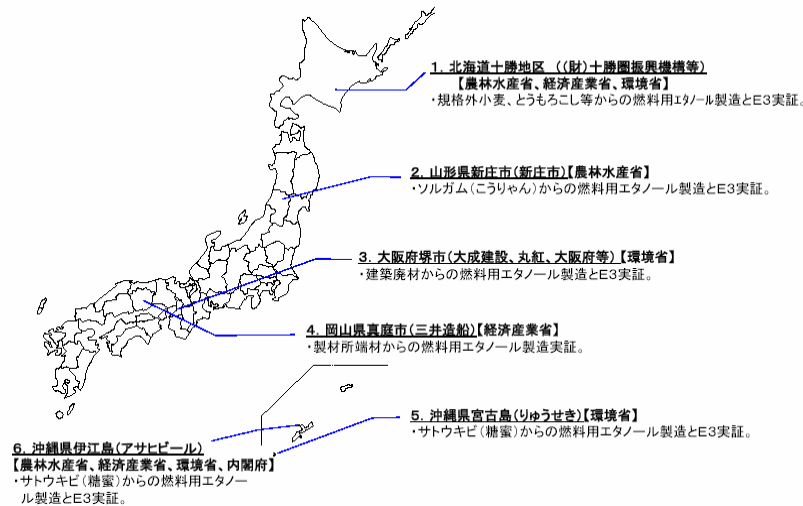 1. 北海道十勝地区 ((財)十勝圏振興機構等)
【農林水産省、経済産業省、環境省】
・規格外小麦、とうもろこし等からの燃料用ｴﾀﾉｰﾙ製造とE3実証。
2. 山形県新庄市(新庄市)【農林水産省】
・ソルガム(こうりゃん)からの燃料用エタノール製造とE3実証。
3. 大阪府堺市(大成建設、丸紅、大阪府等)【環境省】
・建築廃材からの燃料用エタノール製造とE3実証。
4. 岡山県真庭市(三井造船)【経済産業省】
・製材所端材からの燃料用エタノール製造実証。
5. 沖縄県宮古島(りゅうせき)【環境省】
・サトウキビ(糖蜜)からの燃料用エタノール製造とE3実証。
6. 沖縄県伊江島(アサヒビール)
【農林水産省、経済産業省、環境省、内閣府】
・サトウキビ(糖蜜)からの燃料用エタノー
ル製造とE3実証。